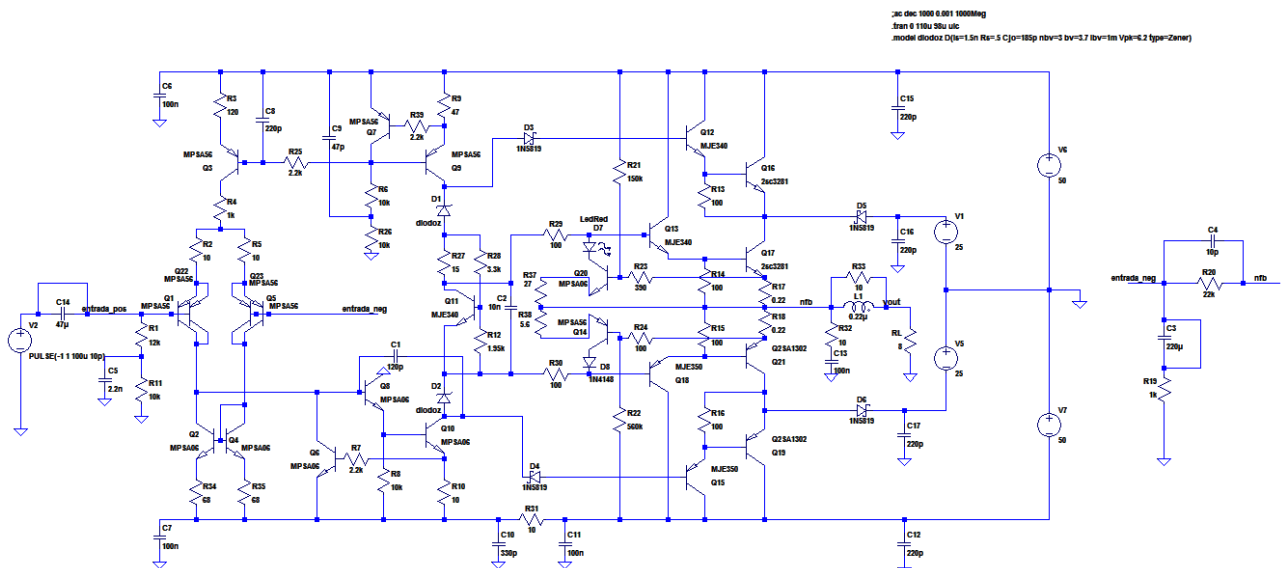 ;ac dec 1000 0.001 1000Meg
.tran 0 110u 98u uic
.model diodoz D(Is=1.5n Rs=.5 Cjo=185p nbv=3 bv=3.7 Ibv=1m Vpk=6.2 type=Zener)
C6
100n
R3
120
C8
220p
C9
47p
MPSA56
Q7
R39
2.2k
R9
47
C15
220p
MPSA56
Q3
R25
2.2k
MPSA56
Q9
D3
1N5819
Q12
MJE340
Q16
2sc3281
V6
50
R4
1k
R6
10k
R26
10k
D1
diodoz
R21
150k
R13
100
D5
1N5819
V1
25
C16
220p
R2
10
R5
10
R27
15
R28
3.3k
R29
100
LedRed
D7
Q13
MJE340
Q17
2sc3281
C4
10p
entrada_neg
R20
22k
nfb
Q22
MPSA56
Q1
Q23
MPSA56
Q5
MPSA56
entrada_neg
C14
47µ
entrada_pos
V2
PULSE(-1 1 100u 10p)
R1
12k
C5
2.2n
R11
10k
Q11
MJE340
C2
10n
R12
1.95k
R37
27
R38
5.6
Q20
MPSA06
R23
390
MPSA56
Q14
R24
100
R14
100
R15
100
R17
0.22
R18
0.22
nfb
R33
10
L1
0.22µ
vout
R32
10
C13
100n
RL
8
C3
220µ
R19
1k
C1
120p
Q8
MPSA06
D2
diodoz
R30
100
D8
1N4148
MJE350
Q18
Q2SA1302
Q21
V5
25
Q2
MPSA06
Q4
MPSA06
Q6
MPSA06
R7
2.2k
Q10
MPSA06
R8
10k
R10
10
D4
1N5819
R22
560k
R16
100
Q2SA1302
Q19
MJE350
Q15
D6
1N5819
C17
220p
V7
50
R34
68
R35
68
C7
100n
C10
330p
R31
10
C11
100n
C12
220p